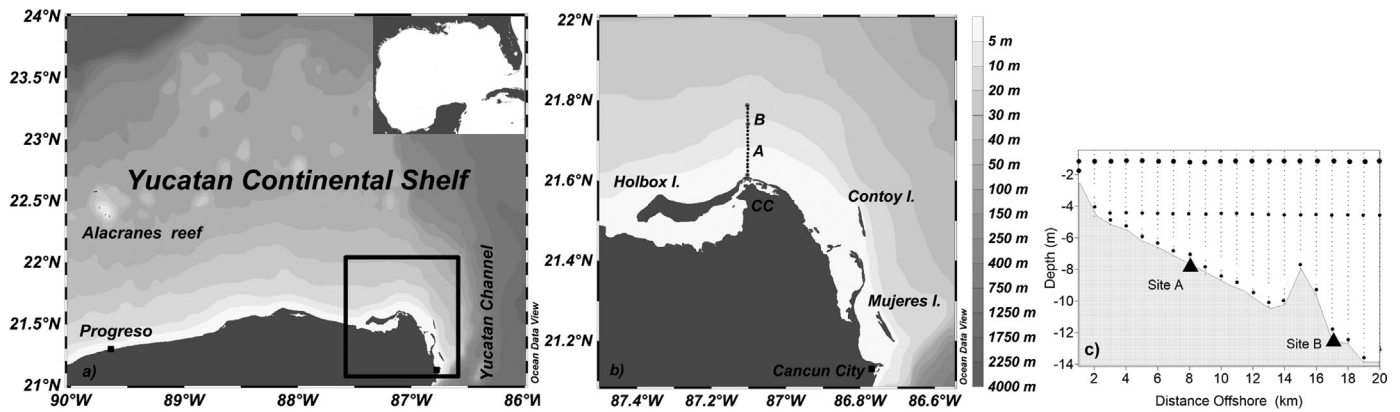 24°N
23.5°N
23°N
22.5°N
22°N
21.5°N
21°N
90°W
89°W
88°W
87°W
86°W
Yucatan Continental Shelf
Alacranes reef
Progreso
Yucatan Channel
a)
Ocean Data View
22°N
21.8°N
21.6°N
21.4°N
21.2°N
87.4°W
87.2°W
87°W
86.8°W
86.6°W
B
A
Holbox I.
CC
Contoy I.
Mujeres I.
Cancun City
b)
Ocean Data View
5 m
10 m
20 m
30 m
40 m
50 m
100 m
150 m
250 m
400 m
750 m
1250 m
1750 m
2250 m
4000 m
Depth (m)
-2
-4
-6
-8
-10
-12
-14
Site A
Site B
c)
2
4
6
8
10
12
14
16
18
20
Distance Offshore (km)